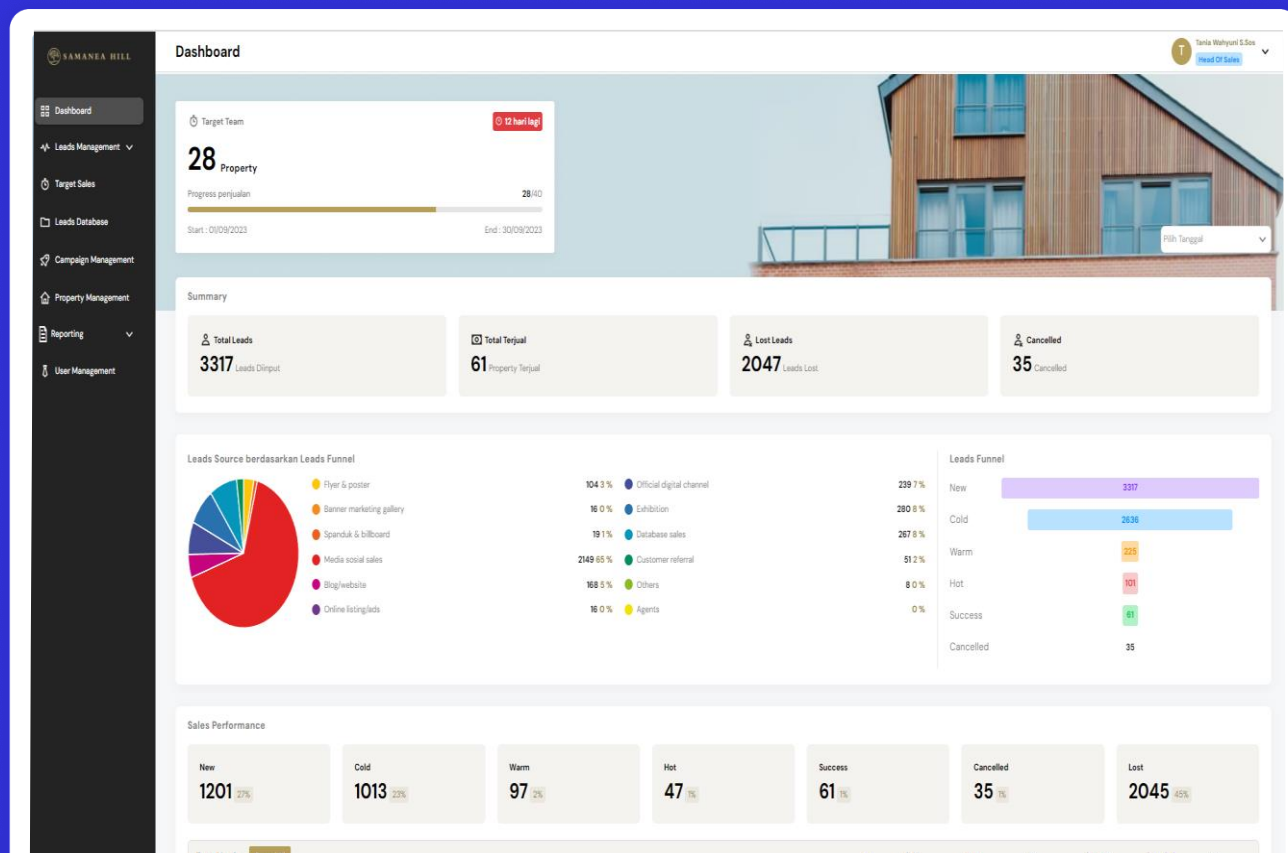 SAMANEA HILL
Dashboard
Tania Wahyuni S.Sos
Head Of Sales
T
Dashboard
Leads Management
Target Sales
Leads Database
Campaign Management
Property Management
Reporting
User Management
Target Team
12 hari lagi
28 Property
Progress penjualan 28/40
Start : 01/09/2023 End : 30/09/2023
Pilih Tanggal
Summary
Total Leads
3317 Leads Diinput
Total Terjual
61 Property Terjual
Lost Leads
2047 Leads Lost
Cancelled
35 Cancelled
Leads Source berdasarkan Leads Funnel
Flyer & poster 104 3 %
Banner marketing gallery 16 0 %
Spanduk & billboard 19 1 %
Media sosial sales 2149 65 %
Blog/website 168 5 %
Online listing/ads 16 0 %
Official digital channel 239 7 %
Exhibition 280 8 %
Database sales 267 8 %
Customer referral 51 2 %
Others 8 0 %
Agents 0 %
Leads Funnel
New 3317
Cold 2636
Warm 225
Hot 101
Success 61
Cancelled 35
Sales Performance
New
1201 27%
Cold
1013 23%
Warm
97 2%
Hot
47 1%
Success
61 1%
Cancelled
35 1%
Lost
2045 45%